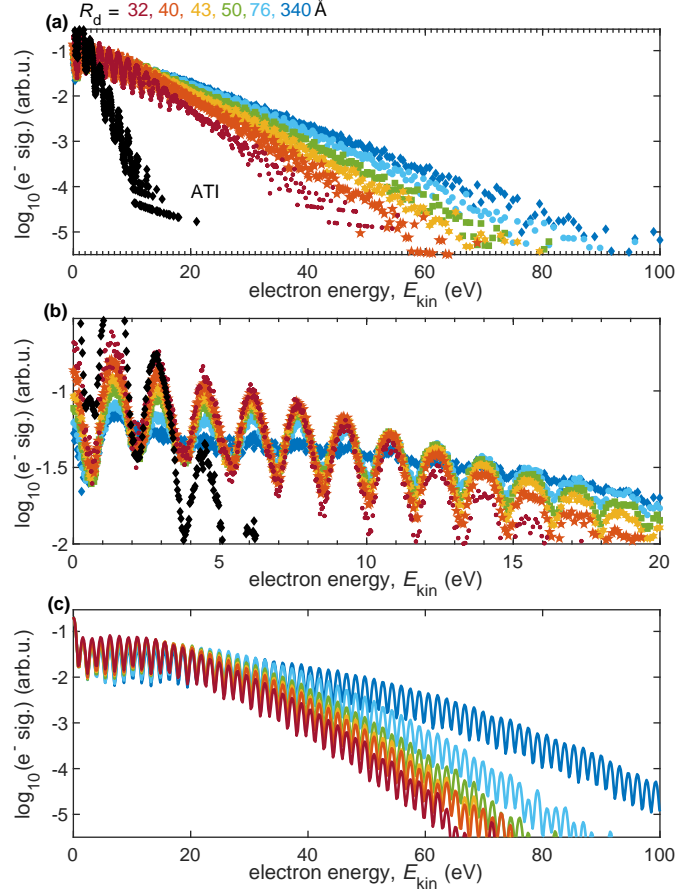 R_d = 32, 40, 43, 50, 76, 340 Å
(a)
-1
-2
-3
-4
-5
ATI
0 20 40 60 80 100
log10(e- sig.) (arb.u.)
electron energy, E_kin (eV)
(b)
-1
-1.5
-2
0 5 10 15 20
log10(e- sig.) (arb.u.)
electron energy, E_kin (eV)
(c)
-1
-2
-3
-4
-5
0 20 40 60 80 100
log10(e- sig.) (arb.u.)
electron energy, E_kin (eV)